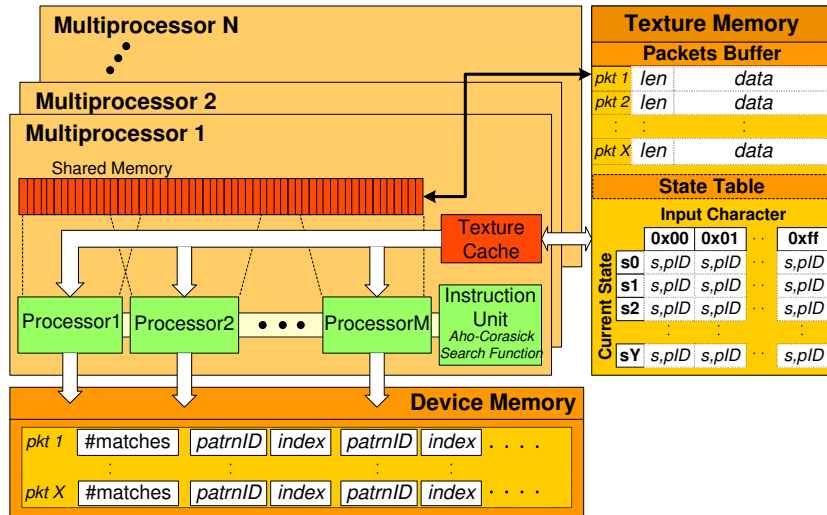 Multiprocessor N
Multiprocessor 2
Multiprocessor 1
Shared Memory
Texture
Cache
Processor1
Processor2
ProcessorM
Instruction
Unit
Aho-Corasick
Search Function
Texture Memory
Packets Buffer
pkt 1 len data
pkt 2 len data
: : :
pkt X len data
State Table
Input Character
Current State
0x00 0x01 · · 0xff
s0 s,pID s,pID · · s,pID
s1 s,pID s,pID s,pID
s2 s,pID s,pID s,pID
: : :
sY s,pID s,pID · · s,pID
Device Memory
pkt 1 #matches patrnID index patrnID index . . . .
: : : : : :
pkt X #matches patrnID index patrnID index . . . .